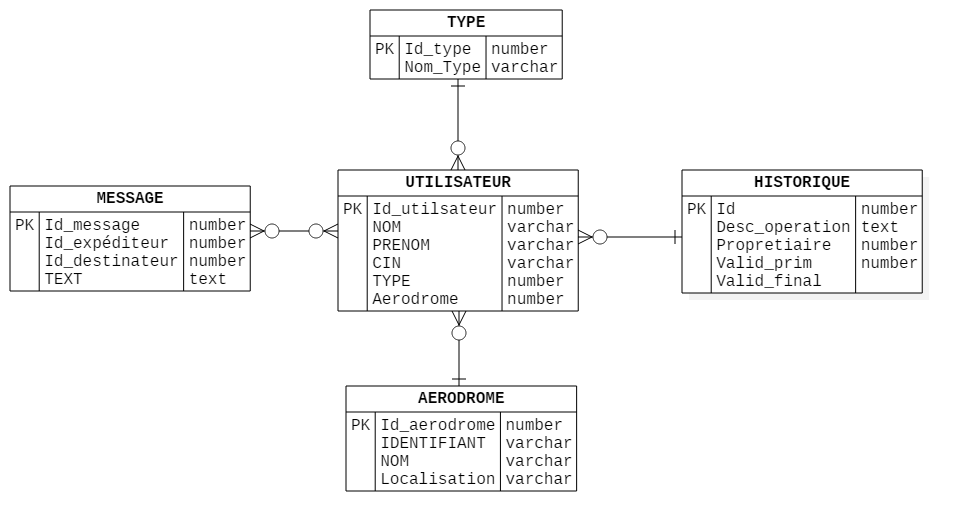 TYPE
PK Id_type number
Nom_Type varchar
UTILISATEUR
PK Id_utilsateur number
NOM varchar
PRENOM varchar
CIN varchar
TYPE number
Aerodrome number
MESSAGE
PK Id_message number
Id_expéditeur number
Id_destinateur number
TEXT text
HISTORIQUE
PK Id number
Desc_operation text
Propretiaire number
Valid_prim number
Valid_final
AERODROME
PK Id_aerodrome number
IDENTIFIANT varchar
NOM varchar
Localisation varchar